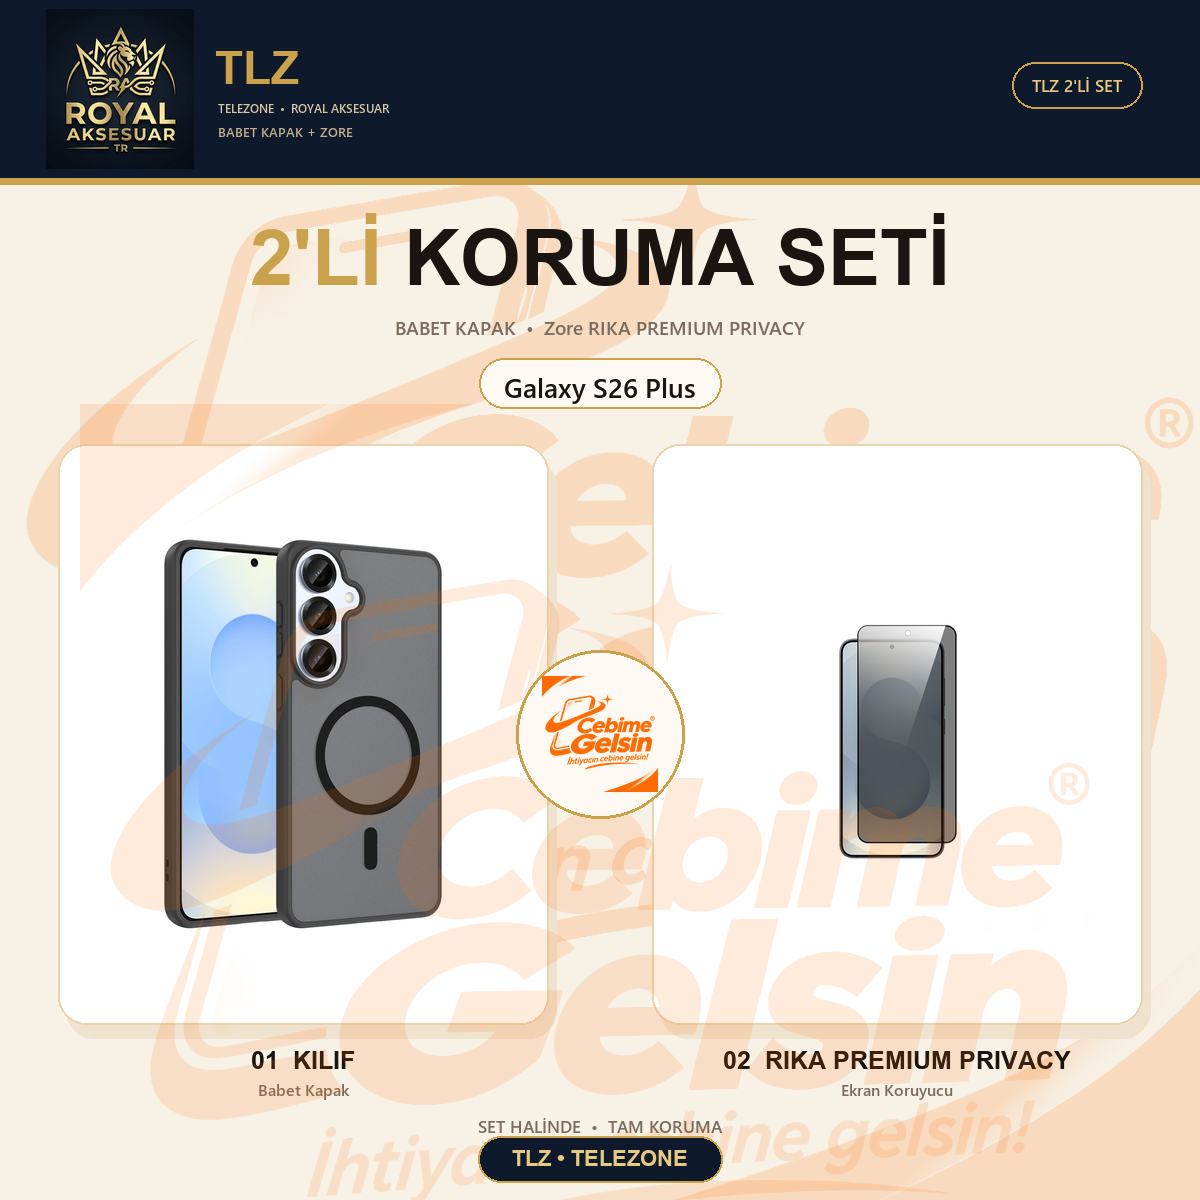 ROYAL
AKSESUAR
TR
TLZ
TELEZONE • ROYAL AKSESUAR
BABET KAPAK + ZORE
TLZ 2'Lİ SET
2'Lİ KORUMA SETİ
BABET KAPAK • Zore RIKA PREMIUM PRIVACY
Galaxy S26 Plus
®
Cebime®
Gelsin
İhtiyacın cebine gelsin!
Cebime®
Gelsin
01 KILIF
Babet Kapak
02 RIKA PREMIUM PRIVACY
Ekran Koruyucu
SET HALİNDE • TAM KORUMA
TLZ • TELEZONE